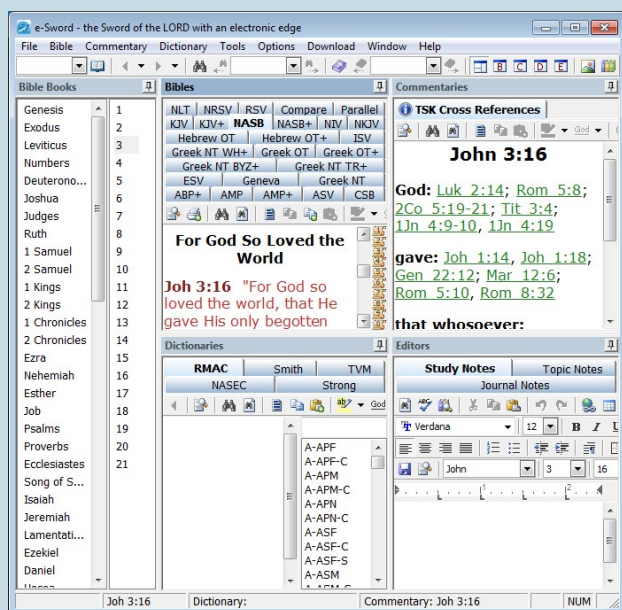 e-Sword - the Sword of the LORD with an electronic edge
File Bible Commentary Dictionary Tools Options Download Window Help
B C D E
Bible Books
Genesis
Exodus
Leviticus
Numbers
Deuterono...
Joshua
Judges
Ruth
1 Samuel
2 Samuel
1 Kings
2 Kings
1 Chronicles
2 Chronicles
Ezra
Nehemiah
Esther
Job
Psalms
Proverbs
Ecclesiastes
Song of S...
Isaiah
Jeremiah
Lamentati...
Ezekiel
Daniel
Hosea
1
2
3
4
5
6
7
8
9
10
11
12
13
14
15
16
17
18
19
20
21
Bibles
NLT NRSV RSV Compare Parallel
KJV KJV+ NASB NASB+ NIV NKJV
Hebrew OT Hebrew OT+ ISV
Greek NT WH+ Greek OT Greek OT+
Greek NT BYZ+ Greek NT TR+
ESV Geneva Greek NT
ABP+ AMP AMP+ ASV CSB
For God So Loved the
World
Joh 3:16 "For God so
loved the world, that He
gave His only begotten
Commentaries
TSK Cross References
God
John 3:16
God: Luk 2:14; Rom 5:8;
2Co 5:19-21; Tit 3:4;
1Jn 4:9-10, 1Jn 4:19
gave: Joh 1:14, Joh 1:18;
Gen 22:12; Mar 12:6;
Rom 5:10, Rom 8:32
that whosoever:
Dictionaries
RMAC Smith TVM
NASEC Strong
ab God
A-APF
A-APF-C
A-APM
A-APM-C
A-APN
A-APN-C
A-ASF
A-ASF-C
A-ASF-S
A-ASM
A-ASM-C
Editors
Study Notes Topic Notes
Journal Notes
ABC
Verdana 12 B I U
John 3 16
1 2
Joh 3:16 Dictionary: Commentary: Joh 3:16 NUM